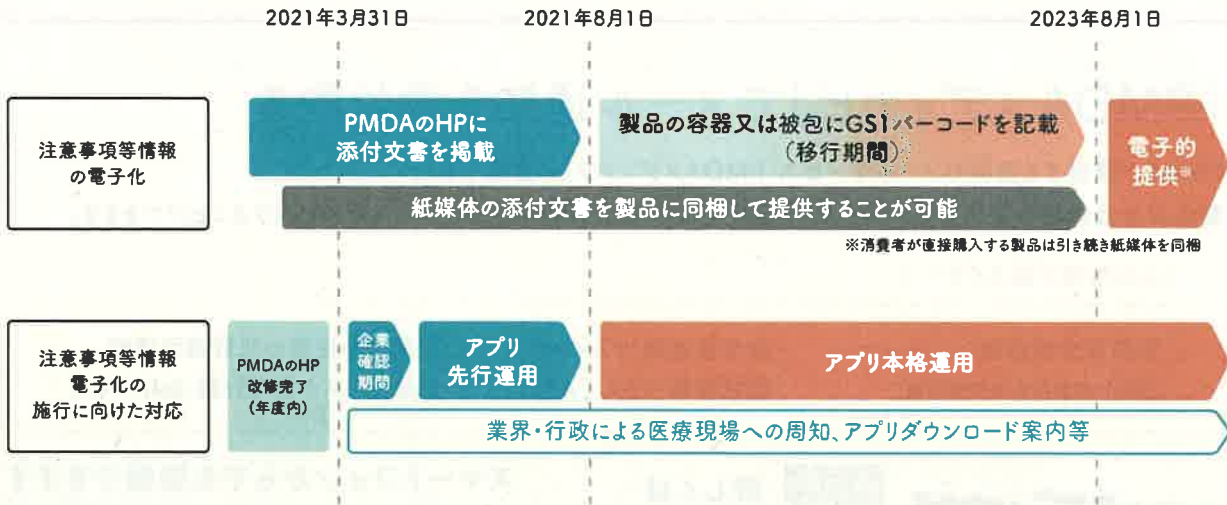 2021年3月31日
2021年8月1日
2023年8月1日
注意事項等情報
の電子化
PMDAのHPに
添付文書を掲載
製品の容器又は被包にGS1バーコードを記載
(移行期間)
電子的
提供※
紙媒体の添付文書を製品に同梱して提供することが可能
※消費者が直接購入する製品は引き続き紙媒体を同梱
注意事項等情報
電子化の
施行に向けた対応
PMDAのHP
改修完了
(年度内)
企業
確認
期間
アプリ
先行運用
アプリ本格運用
業界・行政による医療現場への周知、アプリダウンロード案内等